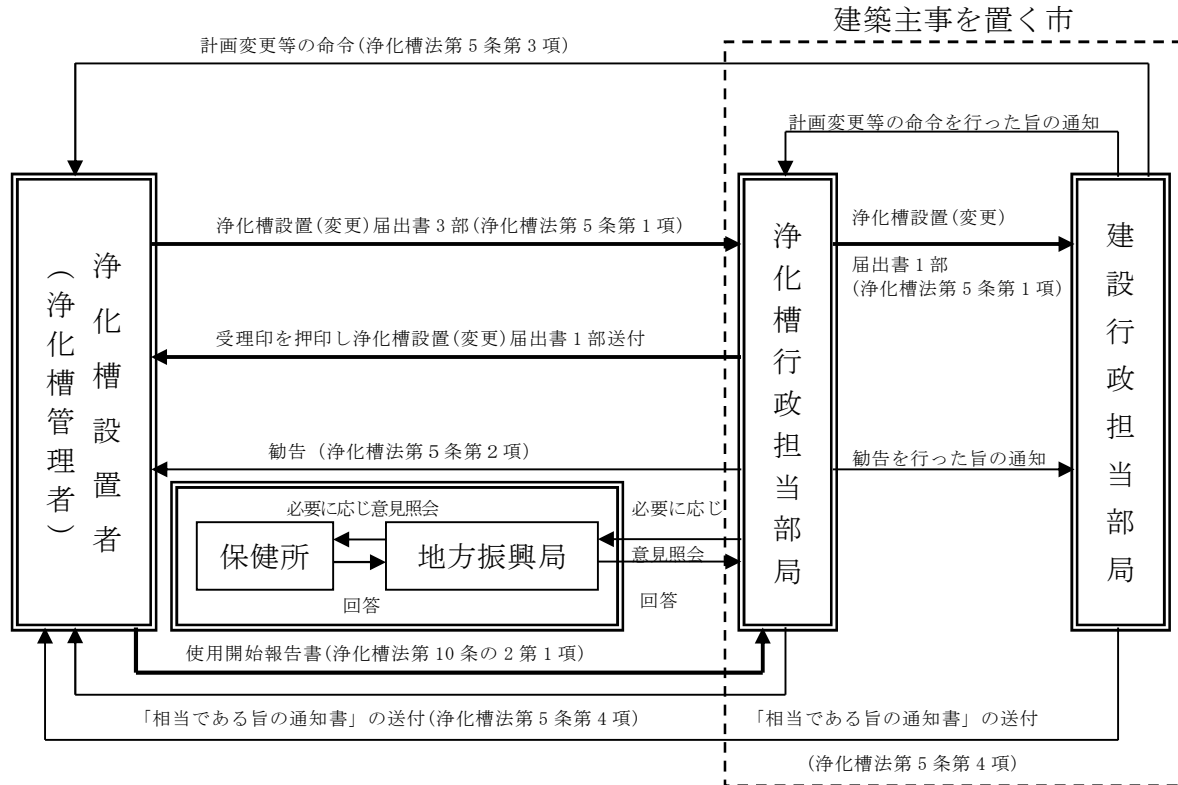 建築主事を置く市
計画変更等の命令(浄化槽法第5条第3項)
計画変更等の命令を行った旨の通知
浄化槽設置者
(浄化槽管理者)
浄化槽設置(変更)届出書3部(浄化槽法第5条第1項)
浄化槽行政担当部局
浄化槽設置(変更)
届出書1部
(浄化槽法第5条第1項)
建設行政担当部局
受理印を押印し浄化槽設置(変更)届出書1部送付
勧告 (浄化槽法第5条第2項)
勧告を行った旨の通知
必要に応じ意見照会
必要に応じ
保健所
地方振興局
意見照会
回答
回答
使用開始報告書(浄化槽法第10条の2第1項)
「相当である旨の通知書」の送付(浄化槽法第5条第4項)
「相当である旨の通知書」の送付
(浄化槽法第5条第4項)